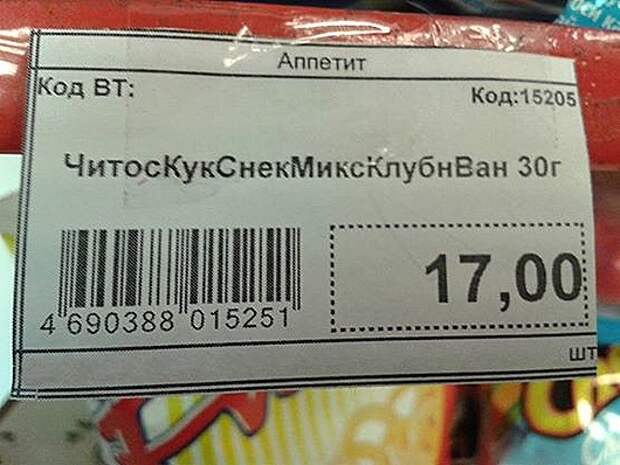 Аппетит
Код ВТ:
Код:15205
ЧитосКукСнекМиксКлубнВан 30г
17,00
4 690388 015251
шт